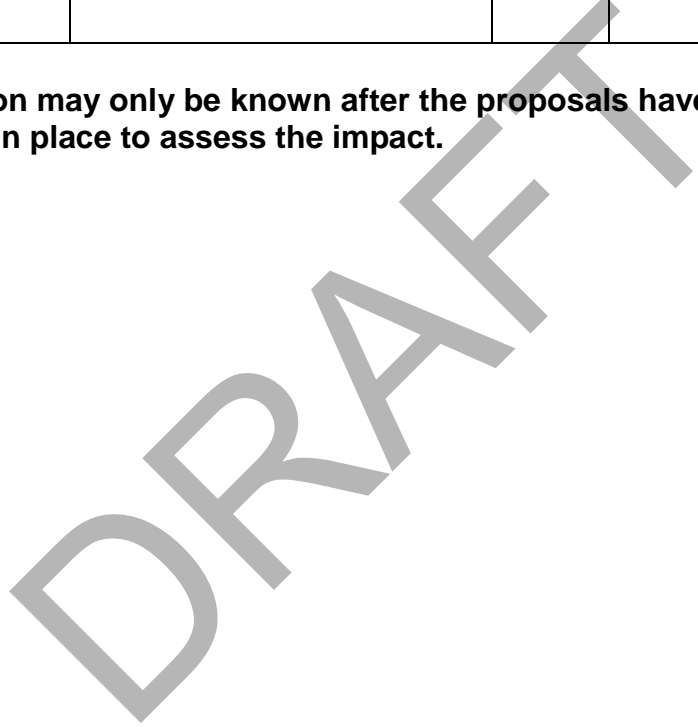 on may only be known after the proposals have
n place to assess the impact.
DRAFT